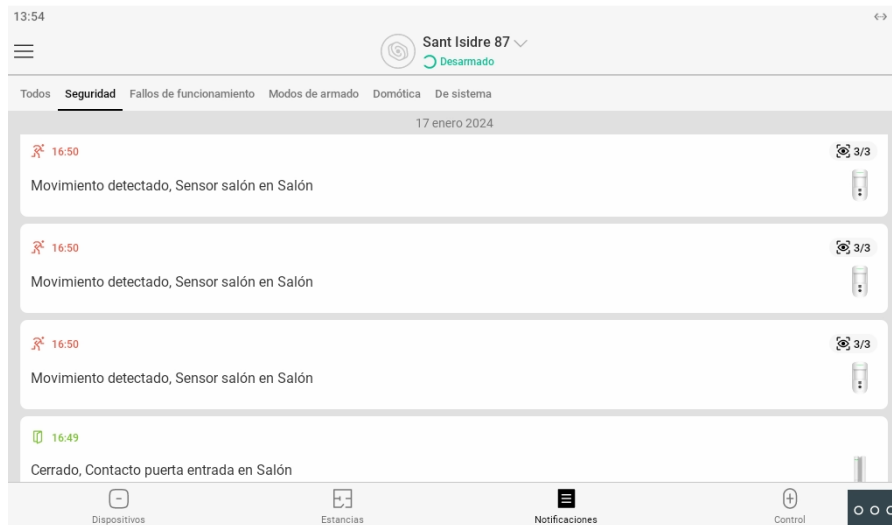 13:54
Sant Isidre 87
Desarmado
Todos Seguridad Fallos de funcionamiento Modos de armado Domótica De sistema
17 enero 2024
16:50 3/3
Movimiento detectado, Sensor salón en Salón
16:50 3/3
Movimiento detectado, Sensor salón en Salón
16:50 3/3
Movimiento detectado, Sensor salón en Salón
16:49
Cerrado, Contacto puerta entrada en Salón
Dispositivos Estancias Notificaciones Control